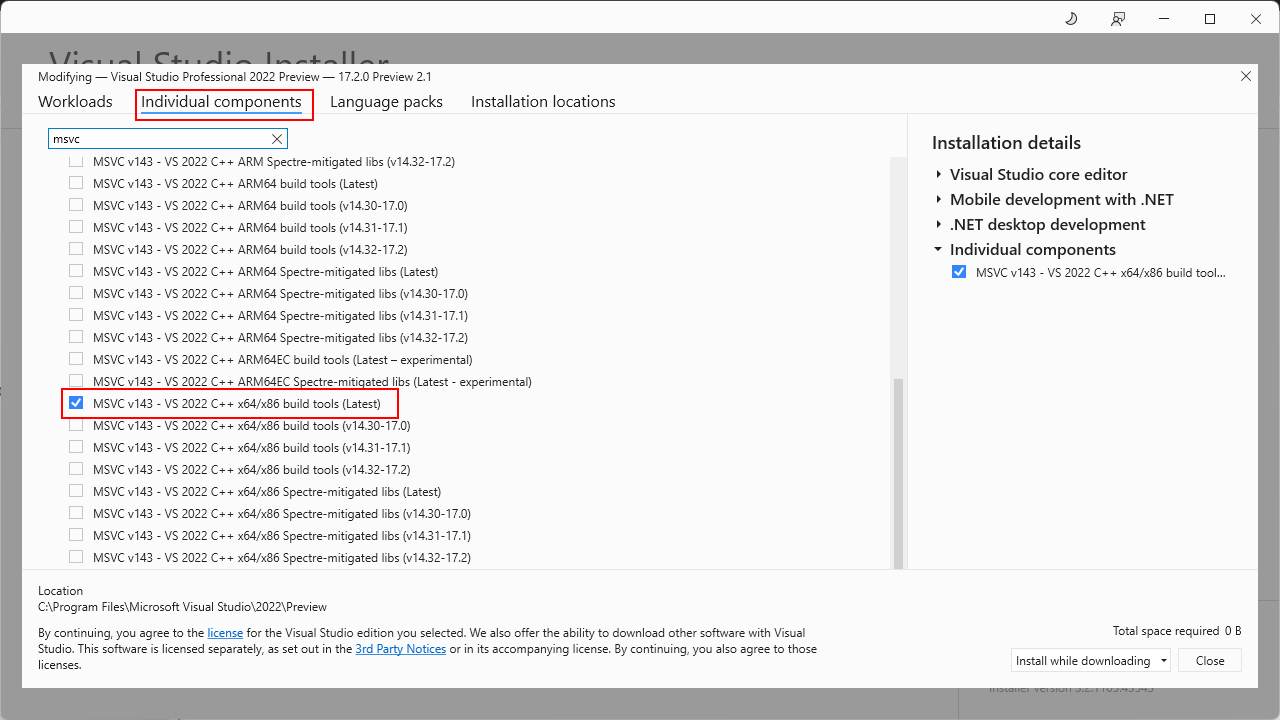 Visual Studio Installer
Modifying — Visual Studio Professional 2022 Preview — 17.2.0 Preview 2.1
Workloads
Individual components
Language packs
Installation locations
msvc
MSVC v143 - VS 2022 C++ ARM Spectre-mitigated libs (v14.32-17.2)
MSVC v143 - VS 2022 C++ ARM64 build tools (Latest)
MSVC v143 - VS 2022 C++ ARM64 build tools (v14.30-17.0)
MSVC v143 - VS 2022 C++ ARM64 build tools (v14.31-17.1)
MSVC v143 - VS 2022 C++ ARM64 build tools (v14.32-17.2)
MSVC v143 - VS 2022 C++ ARM64 Spectre-mitigated libs (Latest)
MSVC v143 - VS 2022 C++ ARM64 Spectre-mitigated libs (v14.30-17.0)
MSVC v143 - VS 2022 C++ ARM64 Spectre-mitigated libs (v14.31-17.1)
MSVC v143 - VS 2022 C++ ARM64 Spectre-mitigated libs (v14.32-17.2)
MSVC v143 - VS 2022 C++ ARM64EC build tools (Latest – experimental)
MSVC v143 - VS 2022 C++ ARM64EC Spectre-mitigated libs (Latest - experimental)
MSVC v143 - VS 2022 C++ x64/x86 build tools (Latest)
MSVC v143 - VS 2022 C++ x64/x86 build tools (v14.30-17.0)
MSVC v143 - VS 2022 C++ x64/x86 build tools (v14.31-17.1)
MSVC v143 - VS 2022 C++ x64/x86 build tools (v14.32-17.2)
MSVC v143 - VS 2022 C++ x64/x86 Spectre-mitigated libs (Latest)
MSVC v143 - VS 2022 C++ x64/x86 Spectre-mitigated libs (v14.30-17.0)
MSVC v143 - VS 2022 C++ x64/x86 Spectre-mitigated libs (v14.31-17.1)
MSVC v143 - VS 2022 C++ x64/x86 Spectre-mitigated libs (v14.32-17.2)
Installation details
Visual Studio core editor
Mobile development with .NET
.NET desktop development
Individual components
MSVC v143 - VS 2022 C++ x64/x86 build tool...
Location
C:\Program Files\Microsoft Visual Studio\2022\Preview
By continuing, you agree to the license for the Visual Studio edition you selected. We also offer the ability to download other software with Visual
Studio. This software is licensed separately, as set out in the 3rd Party Notices or in its accompanying license. By continuing, you also agree to those
licenses.
Total space required 0 B
Install while downloading
Close